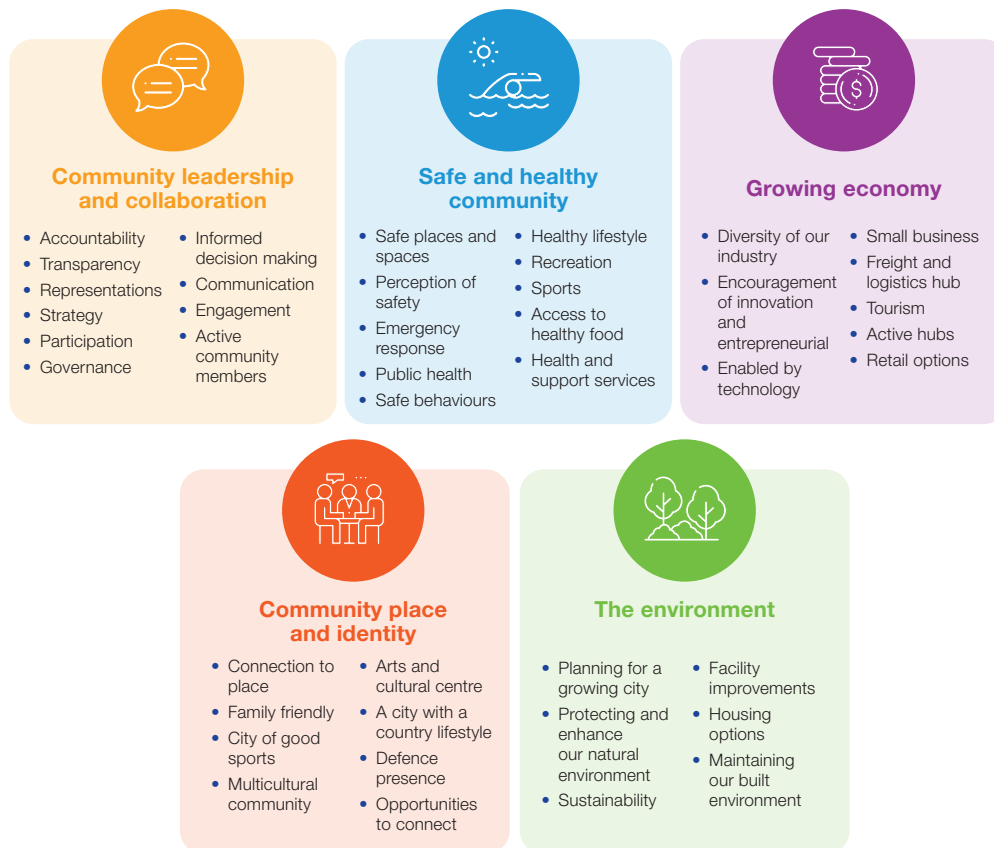 Community leadership
and collaboration
Accountability
Transparency
Representations
Strategy
Participation
Governance
Informed
decision making
Communication
Engagement
Active
community
members
Safe and healthy
community
Safe places and
spaces
Perception of
safety
Emergency
response
Public health
Safe behaviours
Healthy lifestyle
Recreation
Sports
Access to
healthy food
Health and
support services
Growing economy
Diversity of our
industry
Encouragement
of innovation
and
entrepreneurial
Enabled by
technology
Small business
Freight and
logistics hub
Tourism
Active hubs
Retail options
Community place
and identity
Connection to
place
Family friendly
City of good
sports
Multicultural
community
Arts and
cultural centre
A city with a
country lifestyle
Defence
presence
Opportunities
to connect
The environment
Planning for a
growing city
Protecting and
enhance
our natural
environment
Sustainability
Facility
improvements
Housing
options
Maintaining
our built
environment